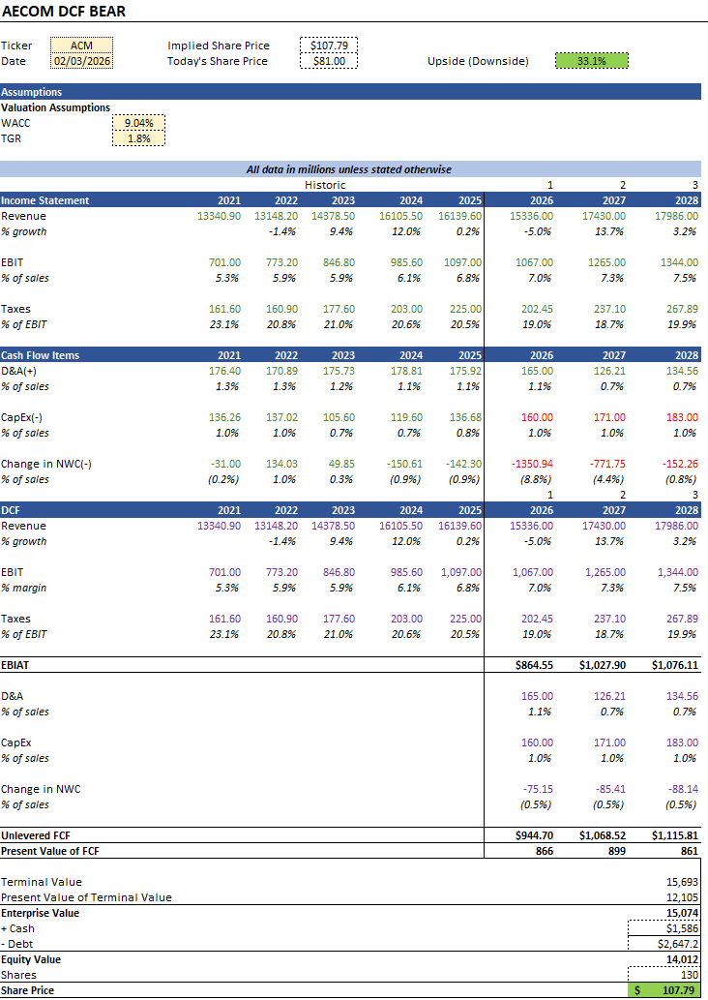 AECOM DCF BEAR
Ticker ACM Implied Share Price $107.79
Date 02/03/2026 Today's Share Price $81.00 Upside (Downside) 33.1%
Assumptions
Valuation Assumptions
WACC 9.04%
TGR 1.8%
All data in millions unless stated otherwise
Historic 1 2 3
Income Statement 2021 2022 2023 2024 2025 2026 2027 2028
Revenue 13340.90 13148.20 14378.50 16105.50 16139.60 15336.00 17430.00 17986.00
% growth -1.4% 9.4% 12.0% 0.2% -5.0% 13.7% 3.2%
EBIT 701.00 773.20 846.80 985.60 1097.00 1067.00 1265.00 1344.00
% of sales 5.3% 5.9% 5.9% 6.1% 6.8% 7.0% 7.3% 7.5%
Taxes 161.60 160.90 177.60 203.00 225.00 202.45 237.10 267.89
% of EBIT 23.1% 20.8% 21.0% 20.6% 20.5% 19.0% 18.7% 19.9%
Cash Flow Items 2021 2022 2023 2024 2025 2026 2027 2028
D&A(+) 176.40 170.89 175.73 178.81 175.92 165.00 126.21 134.56
% of sales 1.3% 1.3% 1.2% 1.1% 1.1% 1.1% 0.7% 0.7%
CapEx(-) 136.26 137.02 105.60 119.60 136.68 160.00 171.00 183.00
% of sales 1.0% 1.0% 0.7% 0.7% 0.8% 1.0% 1.0% 1.0%
Change in NWC(-) -31.00 134.03 49.85 -150.61 -142.30 -1350.94 -771.75 -152.26
% of sales (0.2%) 1.0% 0.3% (0.9%) (0.9%) (8.8%) (4.4%) (0.8%)
1 2 3
DCF 2021 2022 2023 2024 2025 2026 2027 2028
Revenue 13340.90 13148.20 14378.50 16105.50 16139.60 15336.00 17430.00 17986.00
% growth -1.4% 9.4% 12.0% 0.2% -5.0% 13.7% 3.2%
EBIT 701.00 773.20 846.80 985.60 1,097.00 1,067.00 1,265.00 1,344.00
% margin 5.3% 5.9% 5.9% 6.1% 6.8% 7.0% 7.3% 7.5%
Taxes 161.60 160.90 177.60 203.00 225.00 202.45 237.10 267.89
% of EBIT 23.1% 20.8% 21.0% 20.6% 20.5% 19.0% 18.7% 19.9%
EBIAT $864.55 $1,027.90 $1,076.11
D&A 165.00 126.21 134.56
% of sales 1.1% 0.7% 0.7%
CapEx 160.00 171.00 183.00
% of sales 1.0% 1.0% 1.0%
Change in NWC -75.15 -85.41 -88.14
% of sales (0.5%) (0.5%) (0.5%)
Unlevered FCF $944.70 $1,068.52 $1,115.81
Present Value of FCF 866 899 861
Terminal Value 15,693
Present Value of Terminal Value 12,105
Enterprise Value 15,074
+ Cash $1,586
- Debt $2,647.2
Equity Value 14,012
Shares 130
Share Price $ 107.79